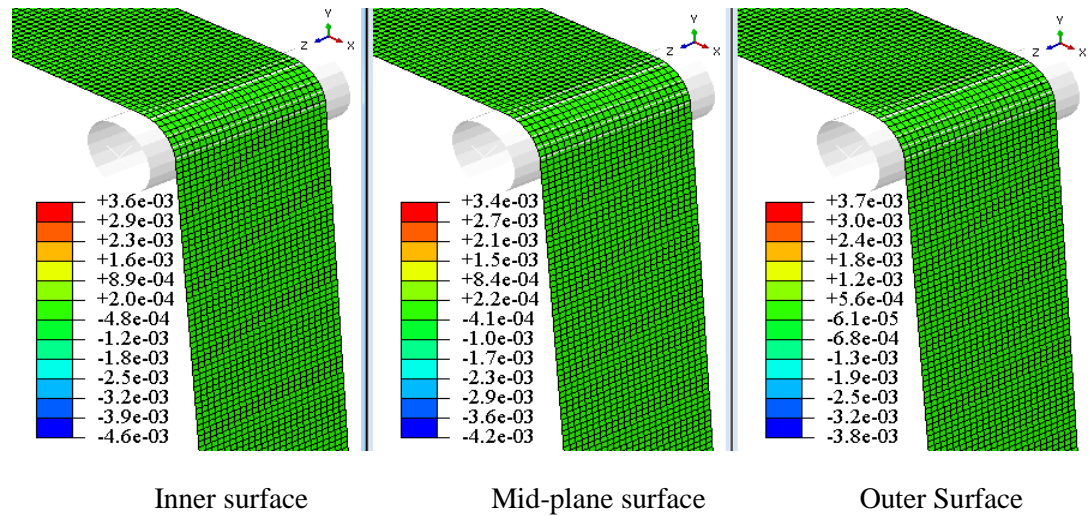 Y
Z X
Y
Z X
Y
Z X
+3.6e-03
+2.9e-03
+2.3e-03
+1.6e-03
+8.9e-04
+2.0e-04
-4.8e-04
-1.2e-03
-1.8e-03
-2.5e-03
-3.2e-03
-3.9e-03
-4.6e-03
+3.4e-03
+2.7e-03
+2.1e-03
+1.5e-03
+8.4e-04
+2.2e-04
-4.1e-04
-1.0e-03
-1.7e-03
-2.3e-03
-2.9e-03
-3.6e-03
-4.2e-03
+3.7e-03
+3.0e-03
+2.4e-03
+1.8e-03
+1.2e-03
+5.6e-04
-6.1e-05
-6.8e-04
-1.3e-03
-1.9e-03
-2.5e-03
-3.2e-03
-3.8e-03
Inner surface
Mid-plane surface
Outer Surface